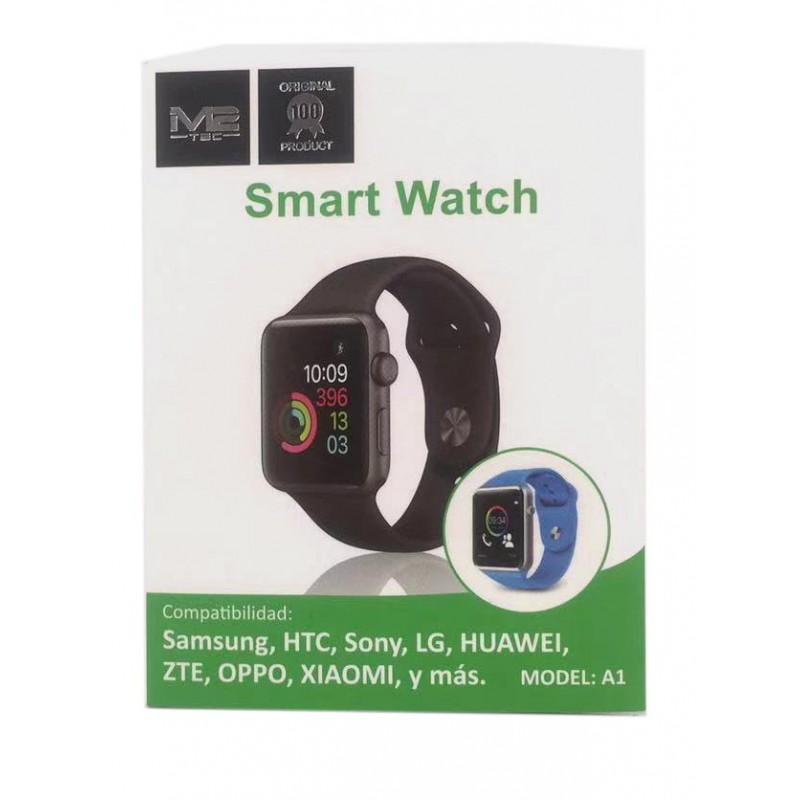 M2
TEC
ORIGINAL
100
PRODUCT
Smart Watch
10:09
396
13
03
09:34
Compatibilidad:
Samsung, HTC, Sony, LG, HUAWEI,
ZTE, OPPO, XIAOMI, y más. MODEL: A1